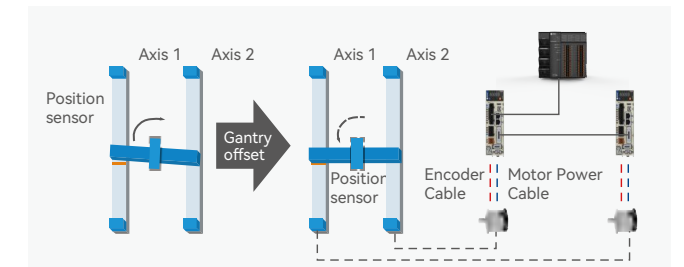 Axis 1
Axis 2
Position
sensor
Gantry
offset
Axis 1
Axis 2
Position
sensor
Encoder
Cable
Motor Power
Cable